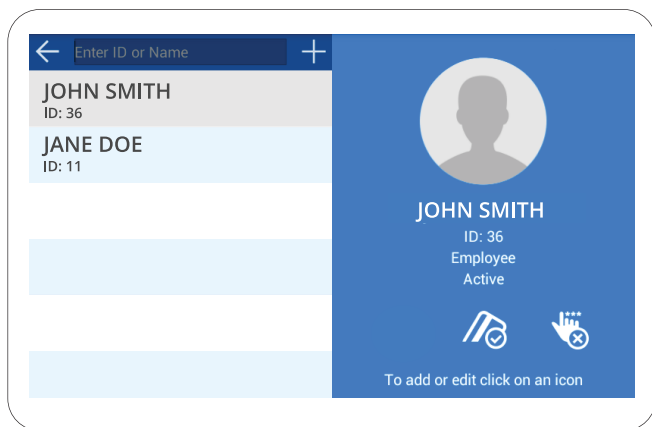 Enter ID or Name
JOHN SMITH
ID: 36
JANE DOE
ID: 11
JOHN SMITH
ID: 36
Employee
Active
To add or edit click on an icon